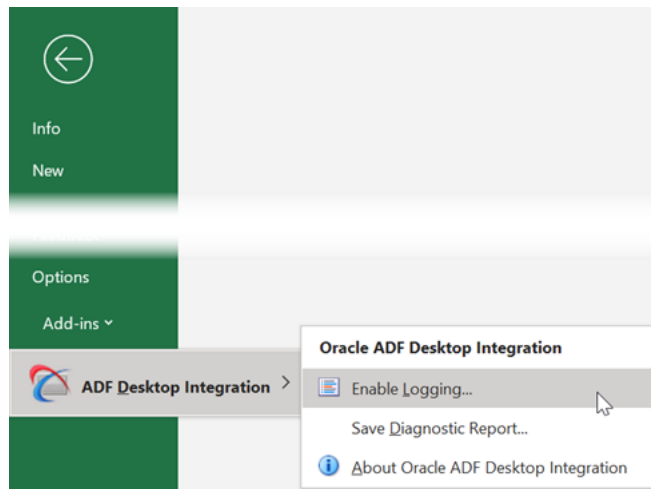 Info
New
Options
Add-ins
ADF Desktop Integration
Oracle ADF Desktop Integration
Enable Logging...
Save Diagnostic Report...
About Oracle ADF Desktop Integration